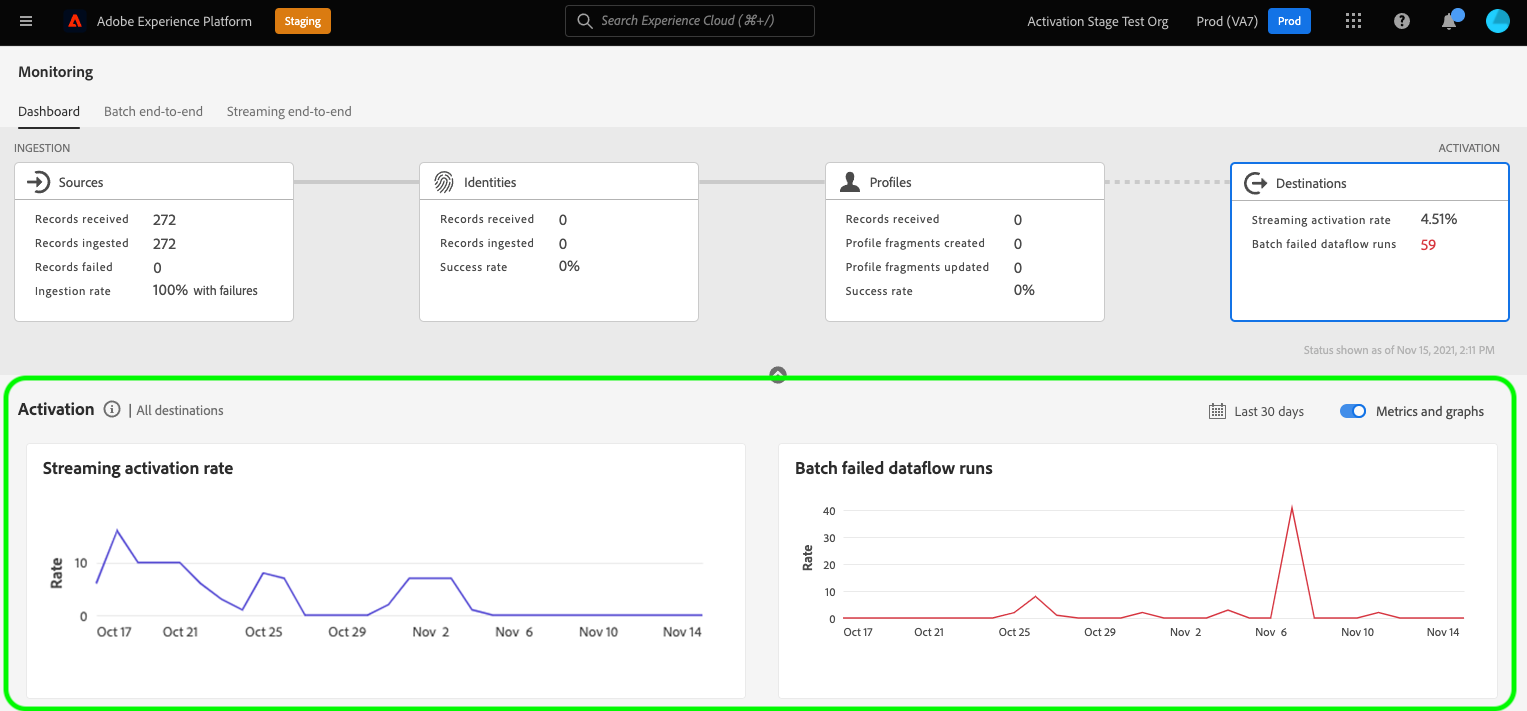 Adobe Experience Platform Staging Search Experience Cloud (⌘+/) Activation Stage Test Org Prod (VA7) Prod
Monitoring
Dashboard Batch end-to-end Streaming end-to-end
INGESTION ACTIVATION
Sources
Records received 272
Records ingested 272
Records failed 0
Ingestion rate 100% with failures
Identities
Records received 0
Records ingested 0
Success rate 0%
Profiles
Records received 0
Profile fragments created 0
Profile fragments updated 0
Success rate 0%
Destinations
Streaming activation rate 4.51%
Batch failed dataflow runs 59
Status shown as of Nov 15, 2021, 2:11 PM
Activation | All destinations Last 30 days Metrics and graphs
Streaming activation rate
Rate
10
0
Oct 17 Oct 21 Oct 25 Oct 29 Nov 2 Nov 6 Nov 10 Nov 14
Batch failed dataflow runs
Rate
40
30
20
10
0
Oct 17 Oct 21 Oct 25 Oct 29 Nov 2 Nov 6 Nov 10 Nov 14